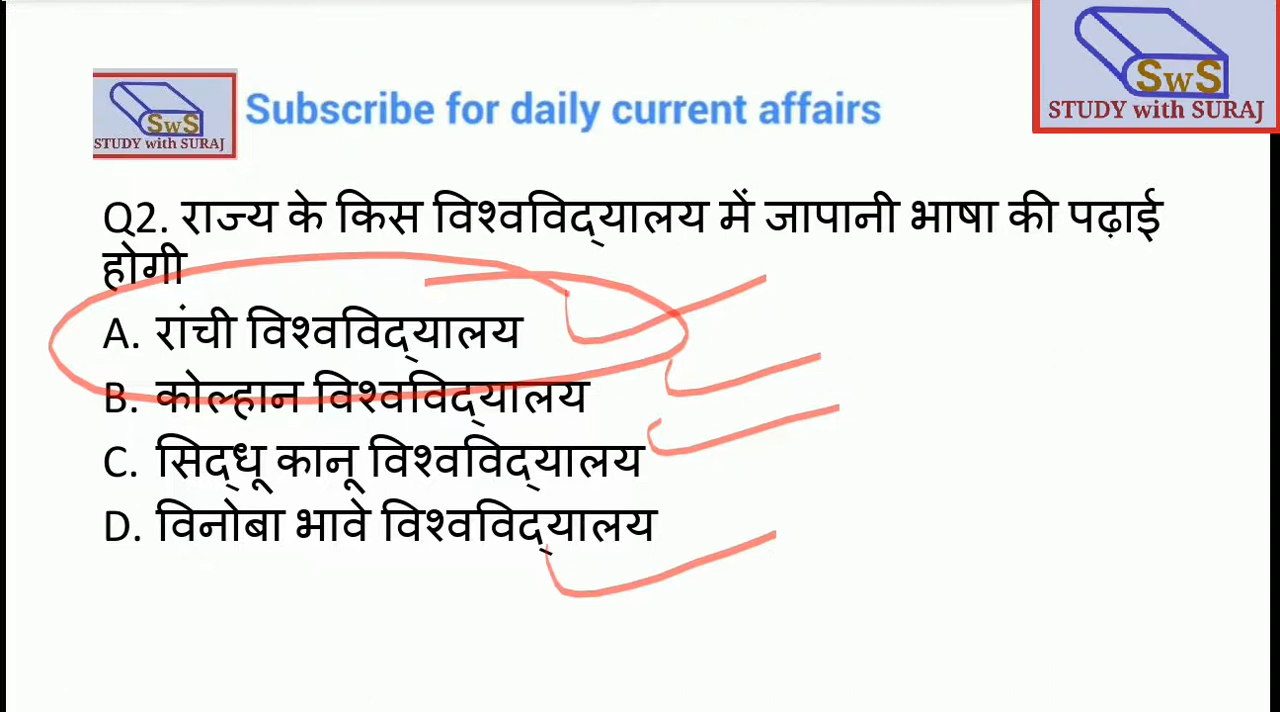 SwS
STUDY with SURAJ
SwS
STUDY with SURAJ
Subscribe for daily current affairs
Q2. राज्य के किस विश्वविद्यालय में जापानी भाषा की पढ़ाई
होगी
A. रांची विश्वविद्यालय
B. कोल्हान विश्वविद्यालय
C. सिद्धू कानू विश्वविद्यालय
D. विनोबा भावे विश्वविद्यालय